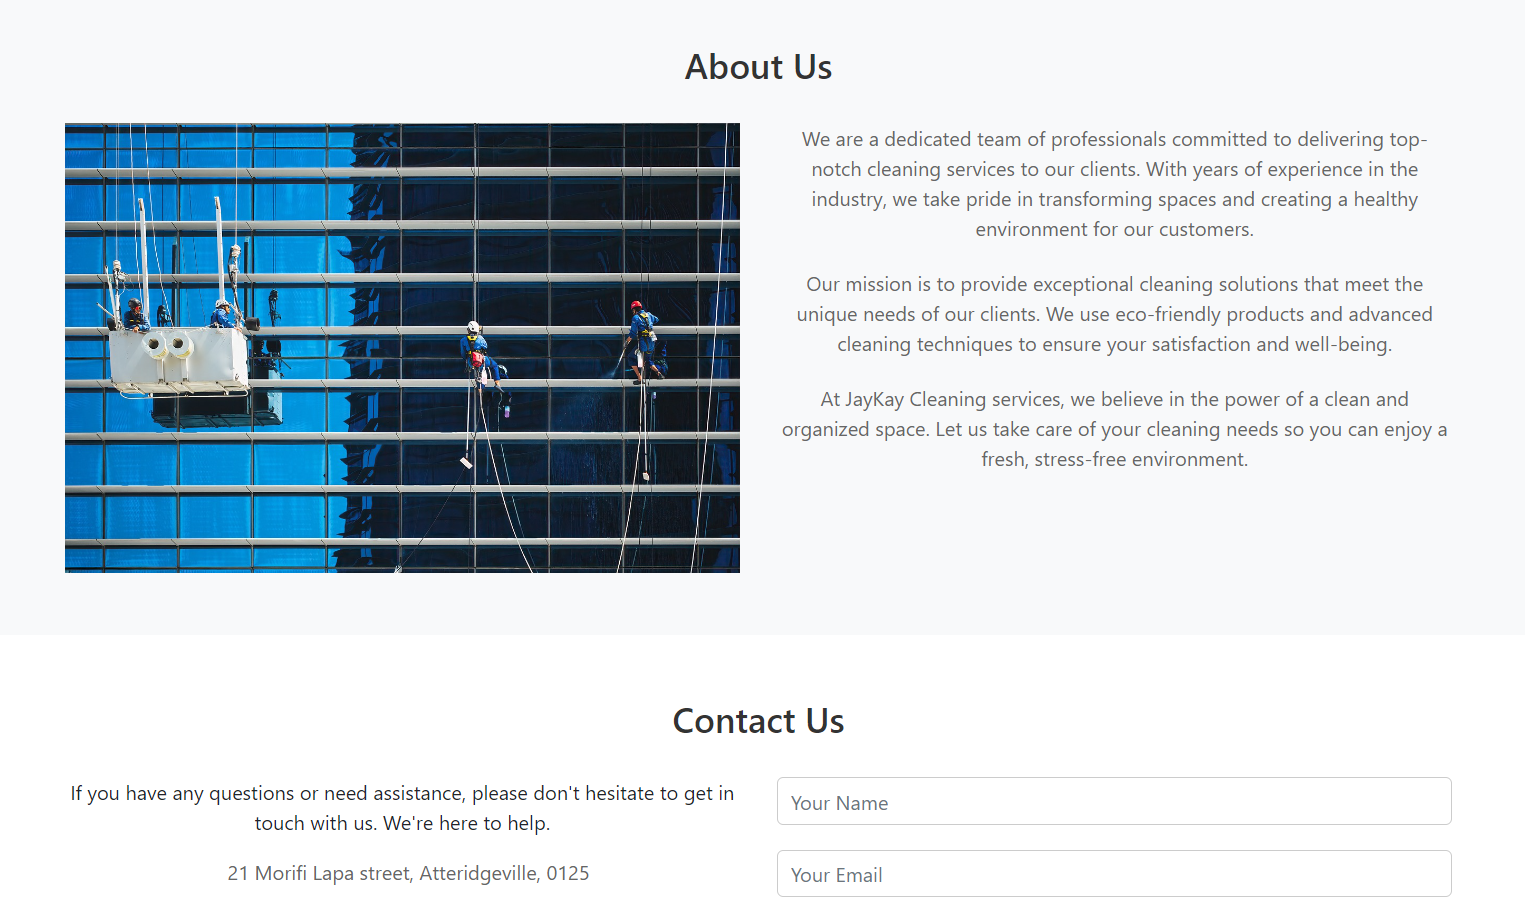 About Us
We are a dedicated team of professionals committed to delivering top-
notch cleaning services to our clients. With years of experience in the
industry, we take pride in transforming spaces and creating a healthy
environment for our customers.
Our mission is to provide exceptional cleaning solutions that meet the
unique needs of our clients. We use eco-friendly products and advanced
cleaning techniques to ensure your satisfaction and well-being.
At JayKay Cleaning services, we believe in the power of a clean and
organized space. Let us take care of your cleaning needs so you can enjoy a
fresh, stress-free environment.
Contact Us
If you have any questions or need assistance, please don't hesitate to get in
touch with us. We're here to help.
21 Morifi Lapa street, Atteridgeville, 0125
Your Name
Your Email